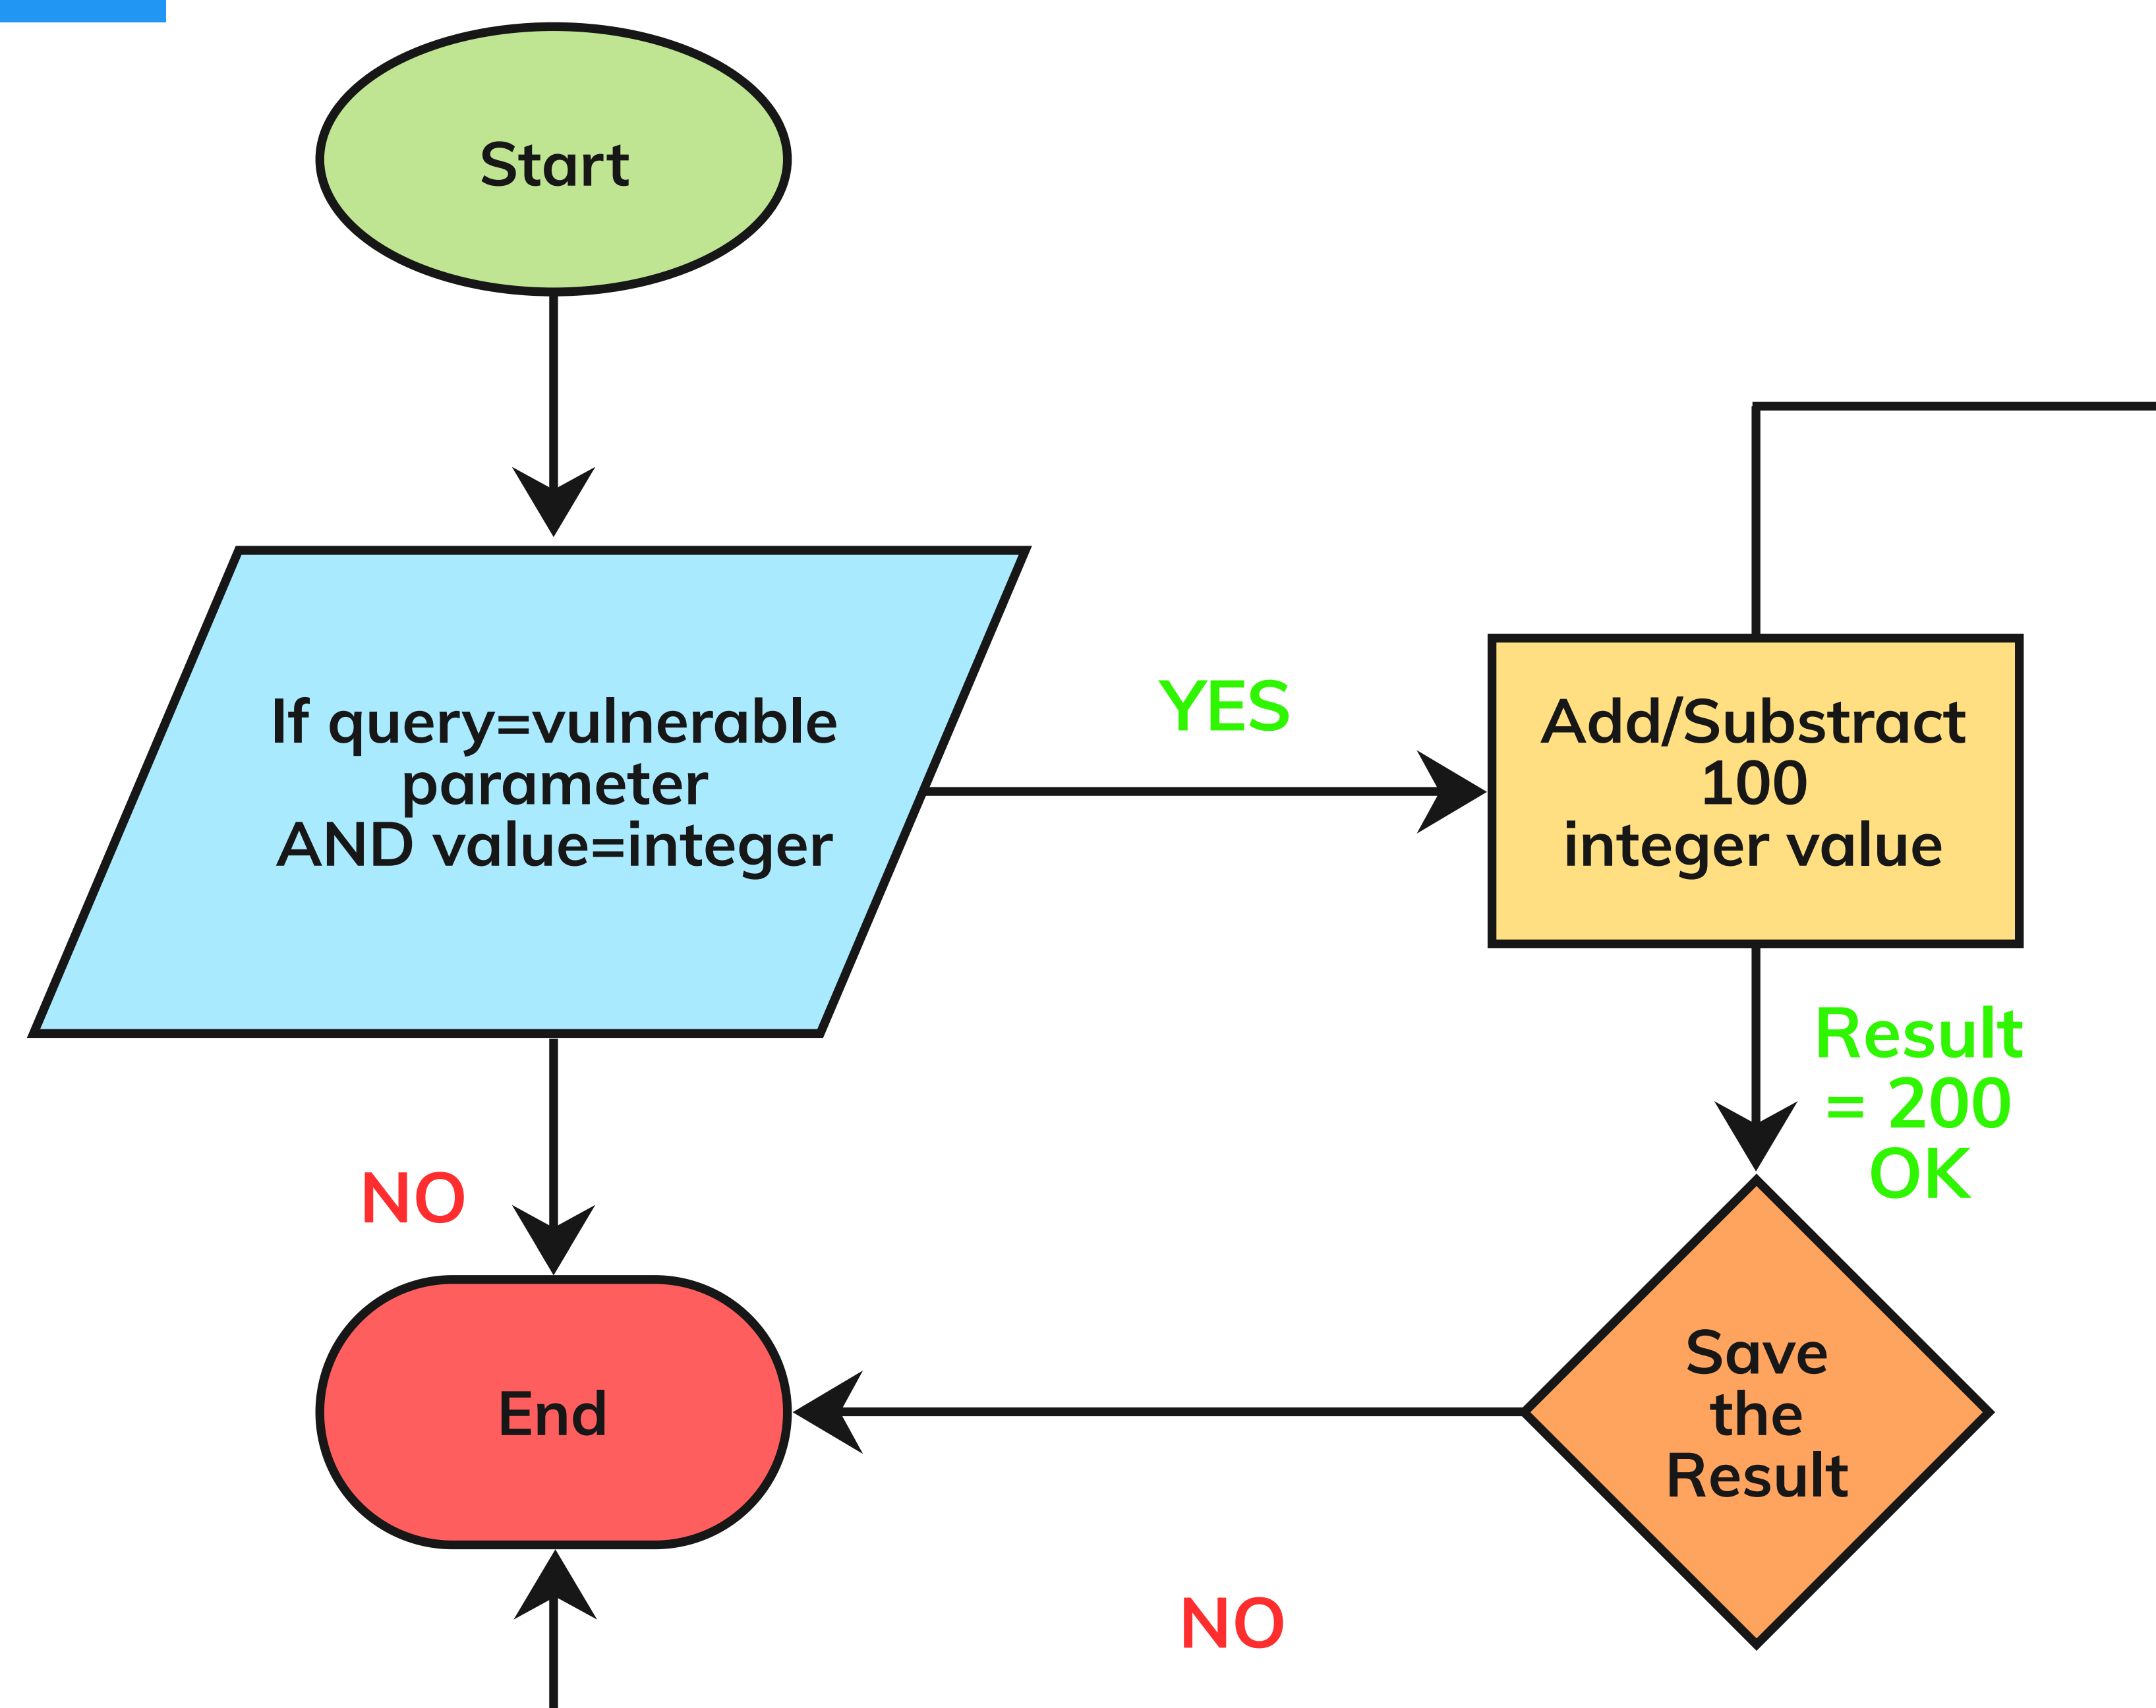 Start
If query=vulnerable
parameter
AND value=integer
YES
Add/Substract
100
integer value
Result
= 200
OK
NO
End
Save
the
Result
NO